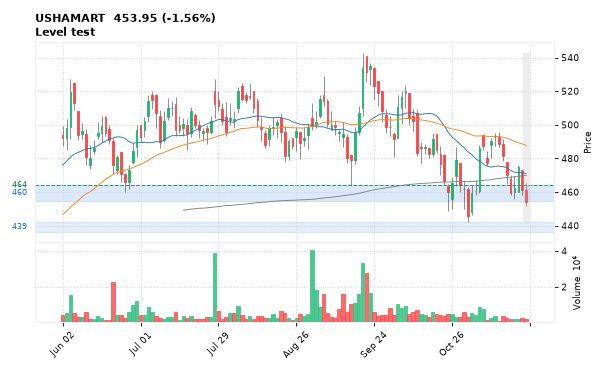 USHAMART 453.95 (-1.56%)
Level test
540
520
500
480
460
440
Price
464
460
439
4
2
Volume 10⁶
Jun 02
Jul 01
Jul 29
Aug 26
Sep 24
Oct 26